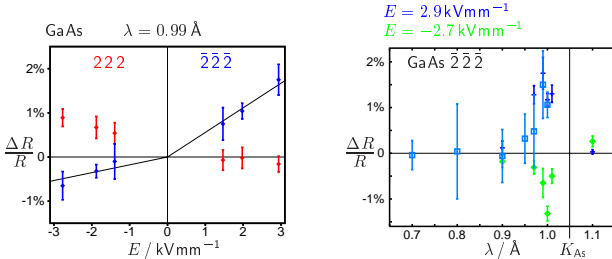 GaAs λ = 0.99 Å
2 2 2 2̄ 2̄ 2̄
2%
1%
ΔR/R
0
-1%
-3 -2 -1 0 1 2 3
E / kVmm⁻¹
E = 2.9 kVmm⁻¹
E = −2.7 kVmm⁻¹
GaAs 2̄ 2̄ 2̄
2%
1%
ΔR/R
0
-1%
0.7 0.8 0.9 1.0 1.1
λ / Å K_As